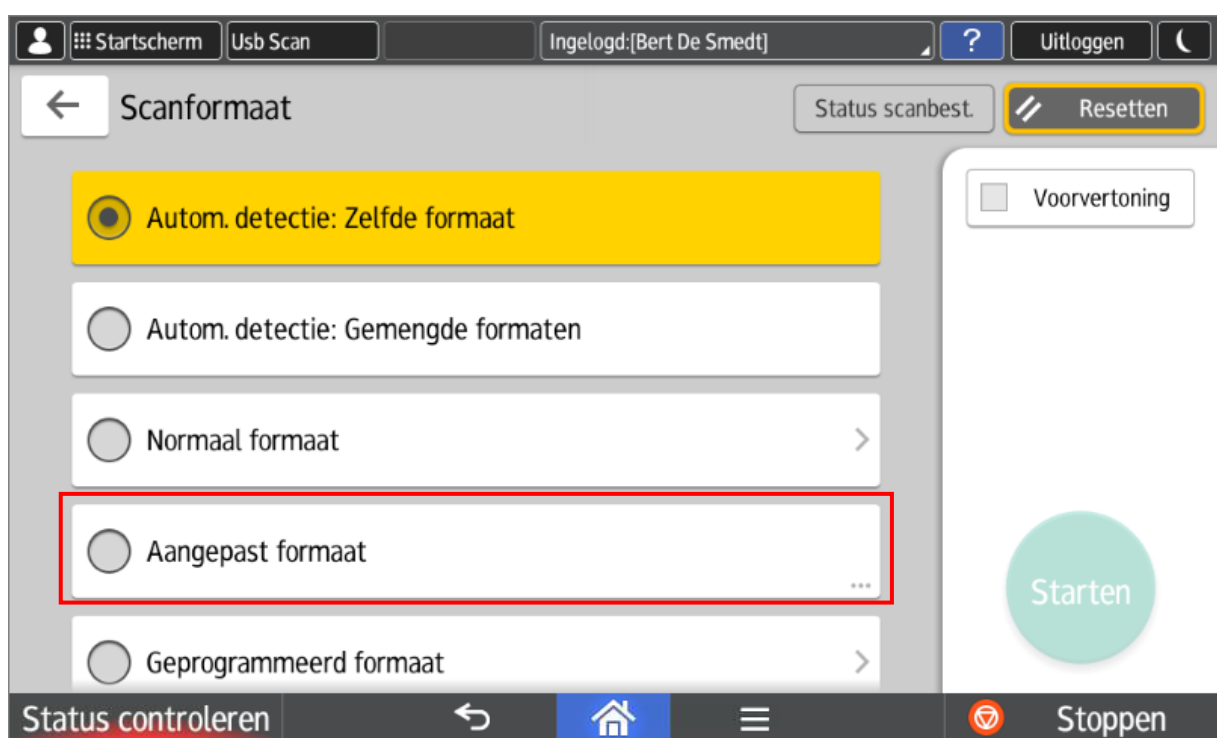 Startscherm Usb Scan Ingelogd:[Bert De Smedt] ? Uitloggen
Scanformaat Status scanbest. Resetten
Voorvertoning
Autom. detectie: Zelfde formaat
Autom. detectie: Gemengde formaten
Normaal formaat
Aangepast formaat
...
Starten
Geprogrammeerd formaat
Status controleren Stoppen